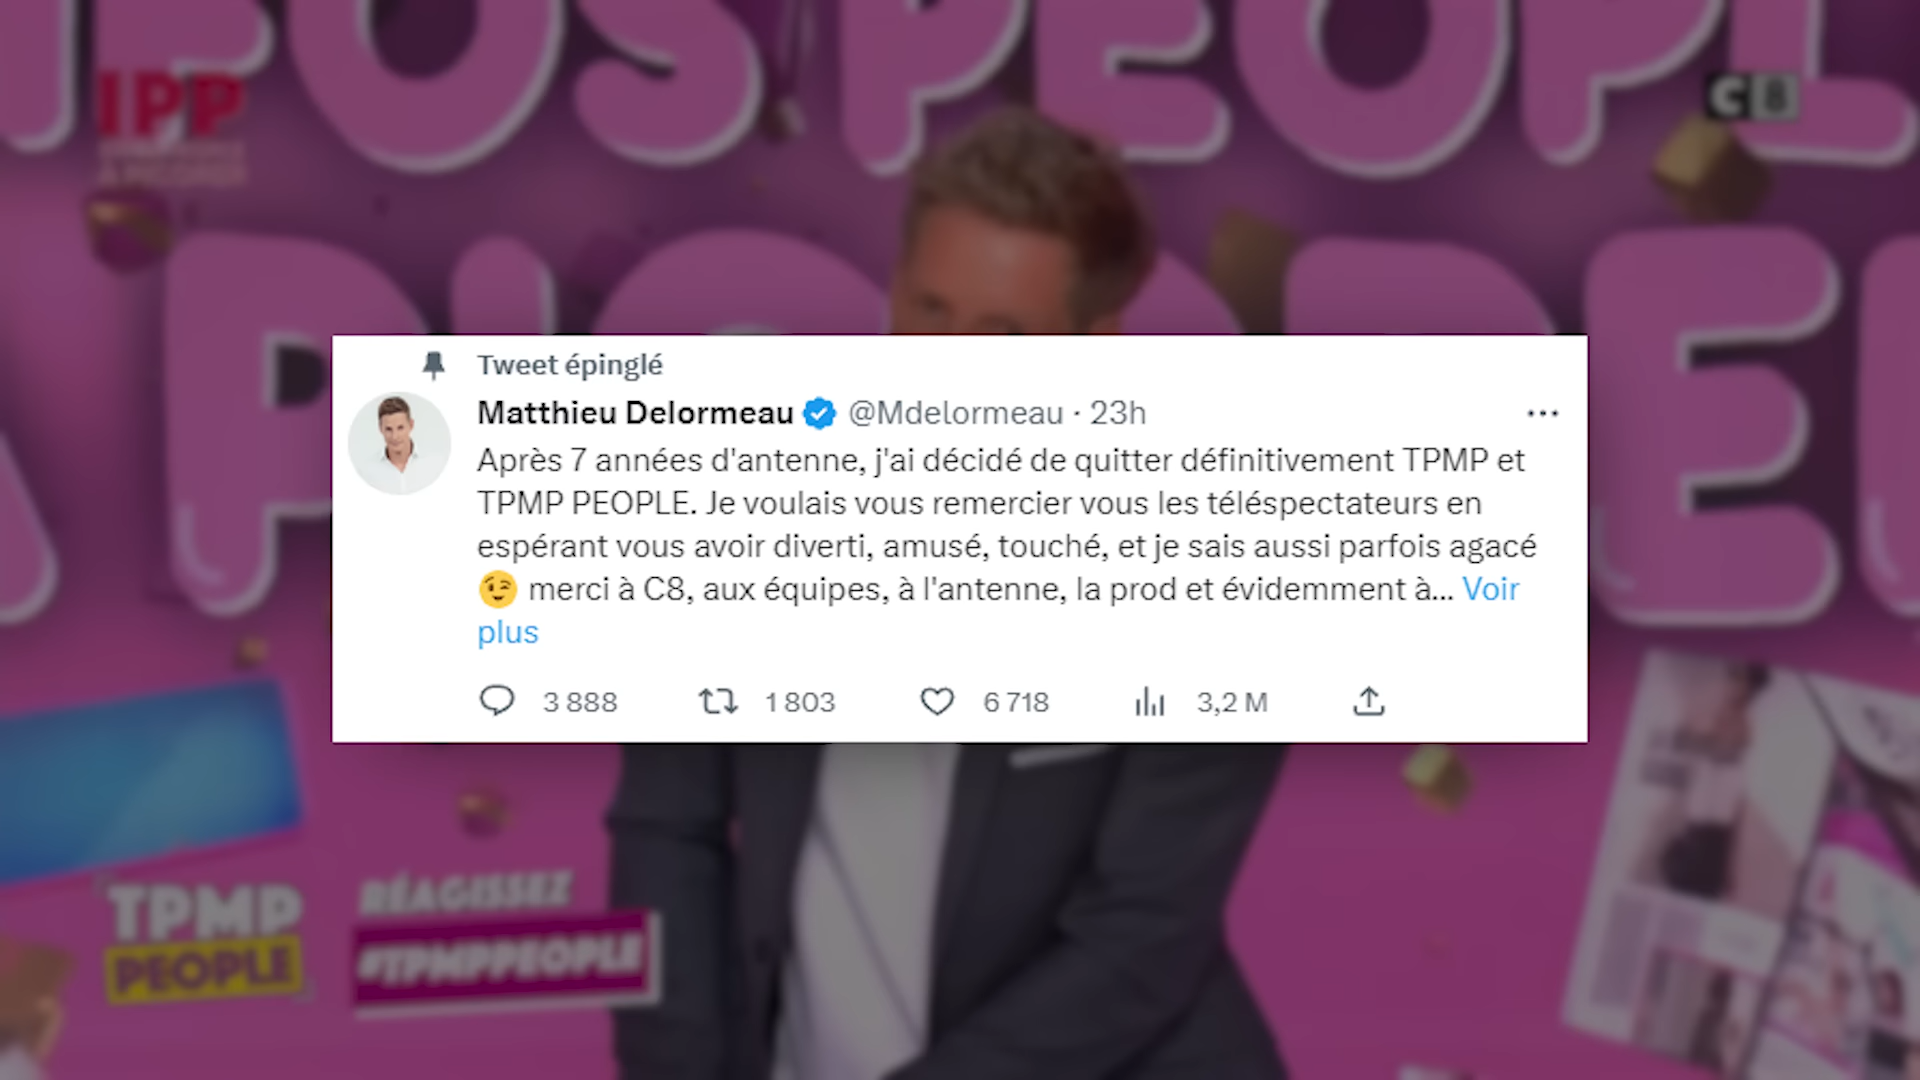 IPP
C8
Tweet épinglé
Matthieu Delormeau @Mdelormeau · 23h
Après 7 années d'antenne, j'ai décidé de quitter définitivement TPMP et
TPMP PEOPLE. Je voulais vous remercier vous les téléspectateurs en
espérant vous avoir diverti, amusé, touché, et je sais aussi parfois agacé
😉 merci à C8, aux équipes, à l'antenne, la prod et évidemment à... Voir
plus
3 888 1 803 6 718 3,2 M
TPMP
PEOPLE
RÉAGISSEZ
#TPMPPEOPLE